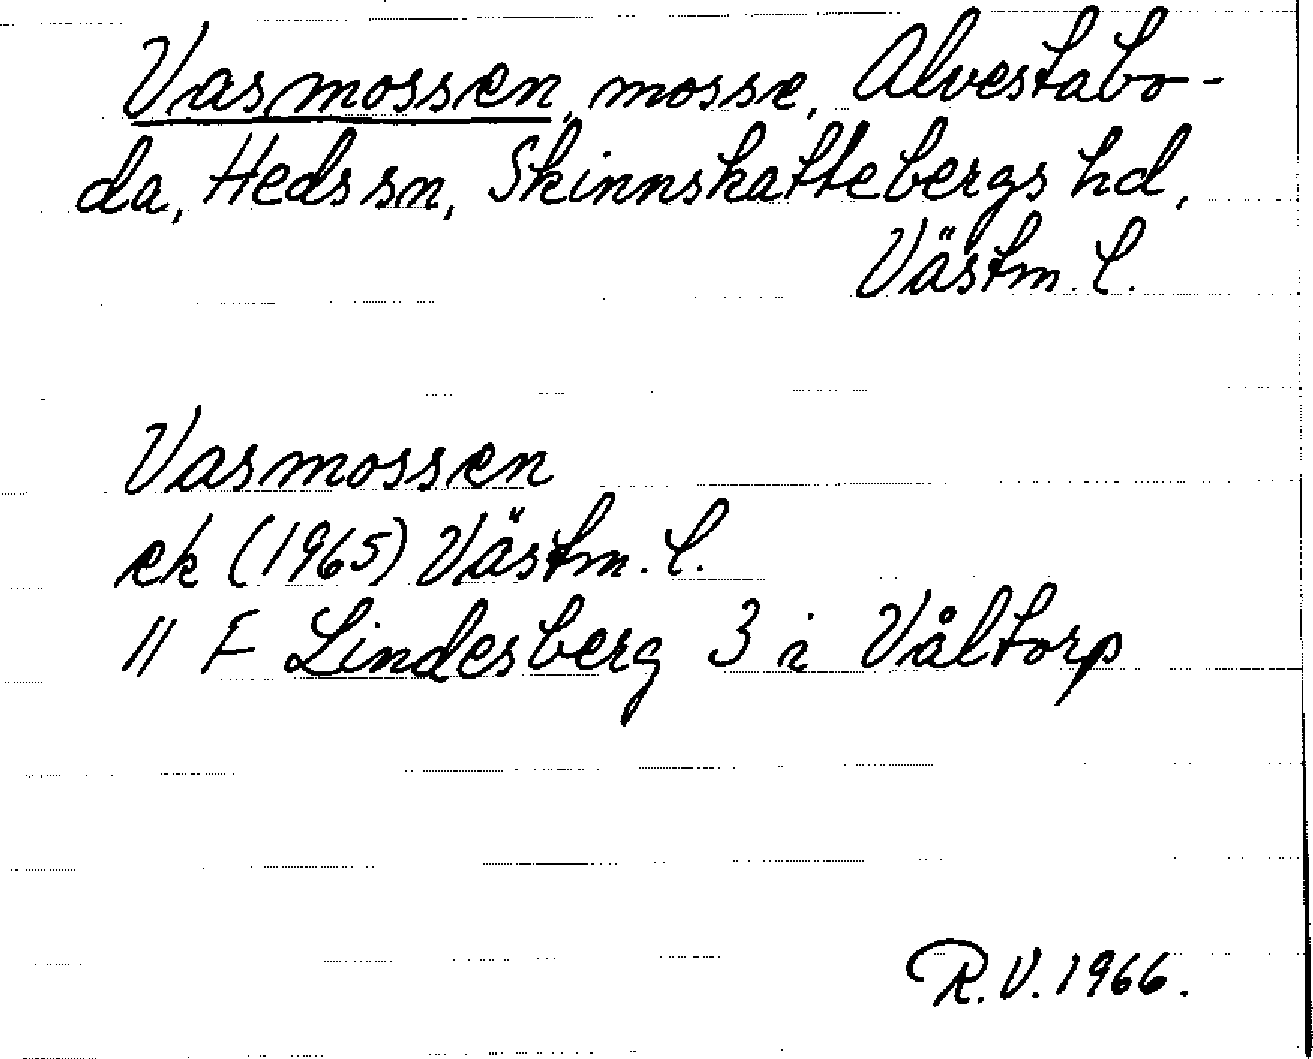 Vasmossen, mosse, Alvestabo-
da, Heds sn, Skinnskattebergs hd,
Västm. l.
Vasmossen
ek (1965) Västm. l.
11 F Lindesberg 3 i Våltorp
R.V. 1966.